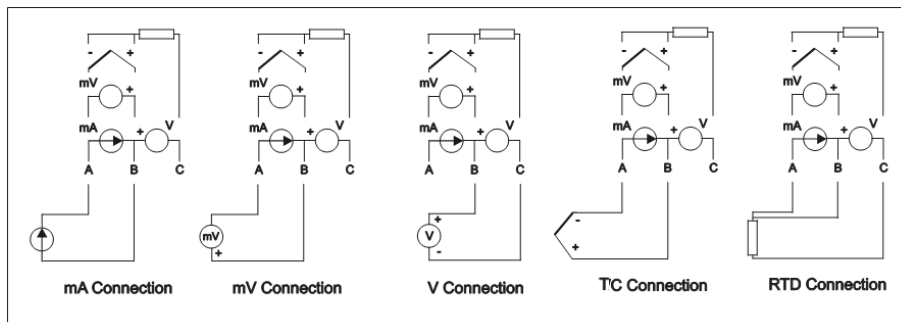 - + - + - + - + - +
mV mV mV mV mV
+ + + + +
mA + V mA + V mA + V mA + V mA + V
A B C A B C A B C A B C A B C
+ -
mV V
+ - +
mA Connection mV Connection V Connection T'C Connection RTD Connection